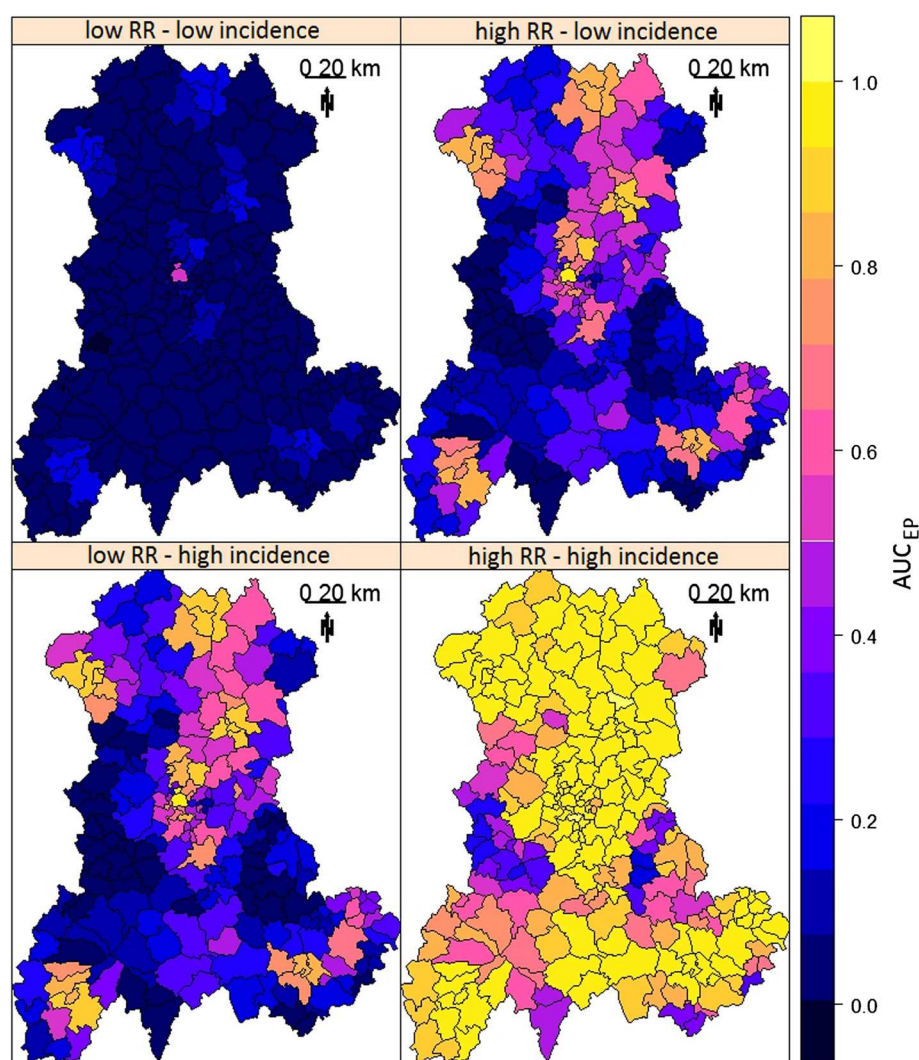 low RR - low incidence
high RR - low incidence
0 20 km
N
0 20 km
N
low RR - high incidence
high RR - high incidence
0 20 km
N
0 20 km
N
1.0
0.8
0.6
0.4
0.2
0.0
AUC_EP